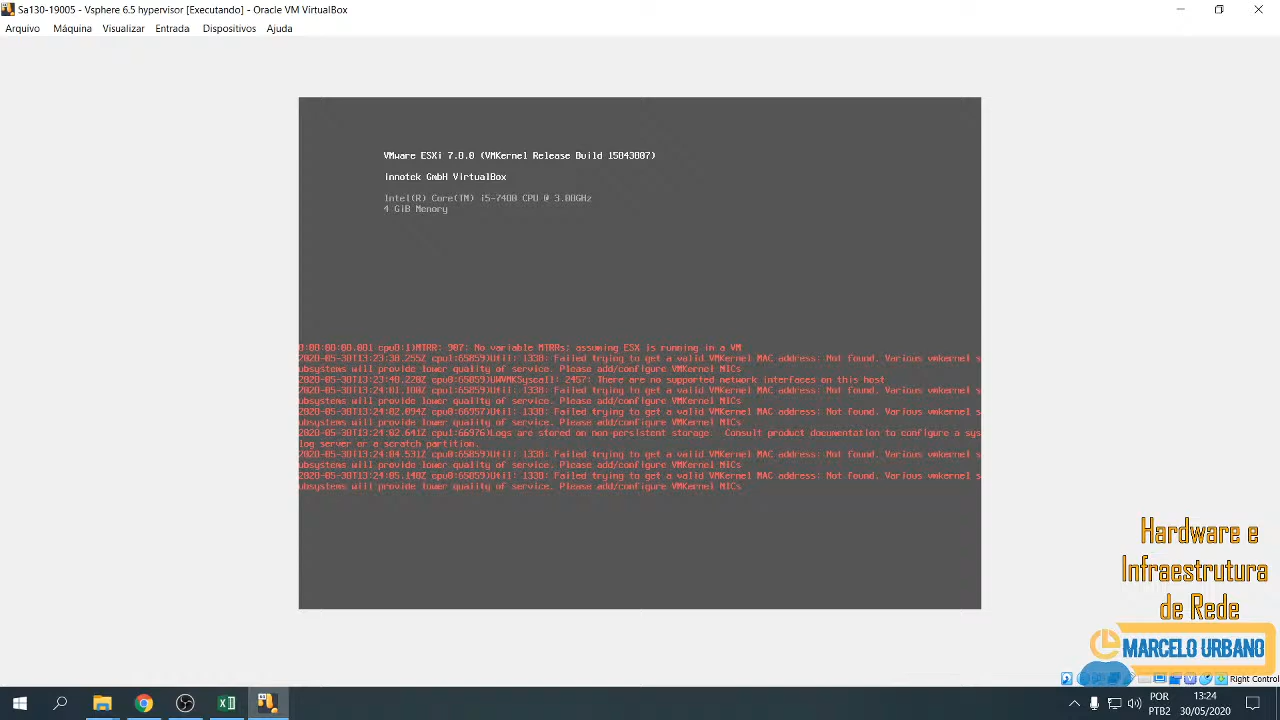 Sa130-19005 - Vsphere 6.5 hypervisor [Executando] - Oracle VM VirtualBox
Arquivo Máquina Visualizar Entrada Dispositivos Ajuda
VMware ESXi 7.0.0 (VMKernel Release Build 15843807)
innotek GmbH VirtualBox
Intel(R) Core(TM) i5-7400 CPU @ 3.00GHz
4 GiB Memory
0:00:00:00.001 cpu0:1)MTRR: 907: No variable MTRRs; assuming ESX is running in a VM
2020-05-30T13:23:38.255Z cpu1:65859)Util: 1338: Failed trying to get a valid VMKernel MAC address: Not found. Various vmkernel s
ubsystems will provide lower quality of service. Please add/configure VMKernel NICs
2020-05-30T13:23:40.220Z cpu0:65859)UWVMKSyscall: 2457: There are no supported network interfaces on this host
2020-05-30T13:24:01.108Z cpu0:65859)Util: 1338: Failed trying to get a valid VMKernel MAC address: Not found. Various vmkernel s
ubsystems will provide lower quality of service. Please add/configure VMKernel NICs
2020-05-30T13:24:02.094Z cpu0:66957)Util: 1338: Failed trying to get a valid VMKernel MAC address: Not found. Various vmkernel s
ubsystems will provide lower quality of service. Please add/configure VMKernel NICs
2020-05-30T13:24:02.641Z cpu1:66976)Logs are stored on non-persistent storage. Consult product documentation to configure a sys
log server or a scratch partition.
2020-05-30T13:24:04.531Z cpu0:65859)Util: 1338: Failed trying to get a valid VMKernel MAC address: Not found. Various vmkernel s
ubsystems will provide lower quality of service. Please add/configure VMKernel NICs
2020-05-30T13:24:05.140Z cpu0:65859)Util: 1338: Failed trying to get a valid VMKernel MAC address: Not found. Various vmkernel s
ubsystems will provide lower quality of service. Please add/configure VMKernel NICs
Hardware e
Infraestrutura
de Rede
MARCELO URBANO
Right Control
POR 13:24
PTB2 30/05/2020